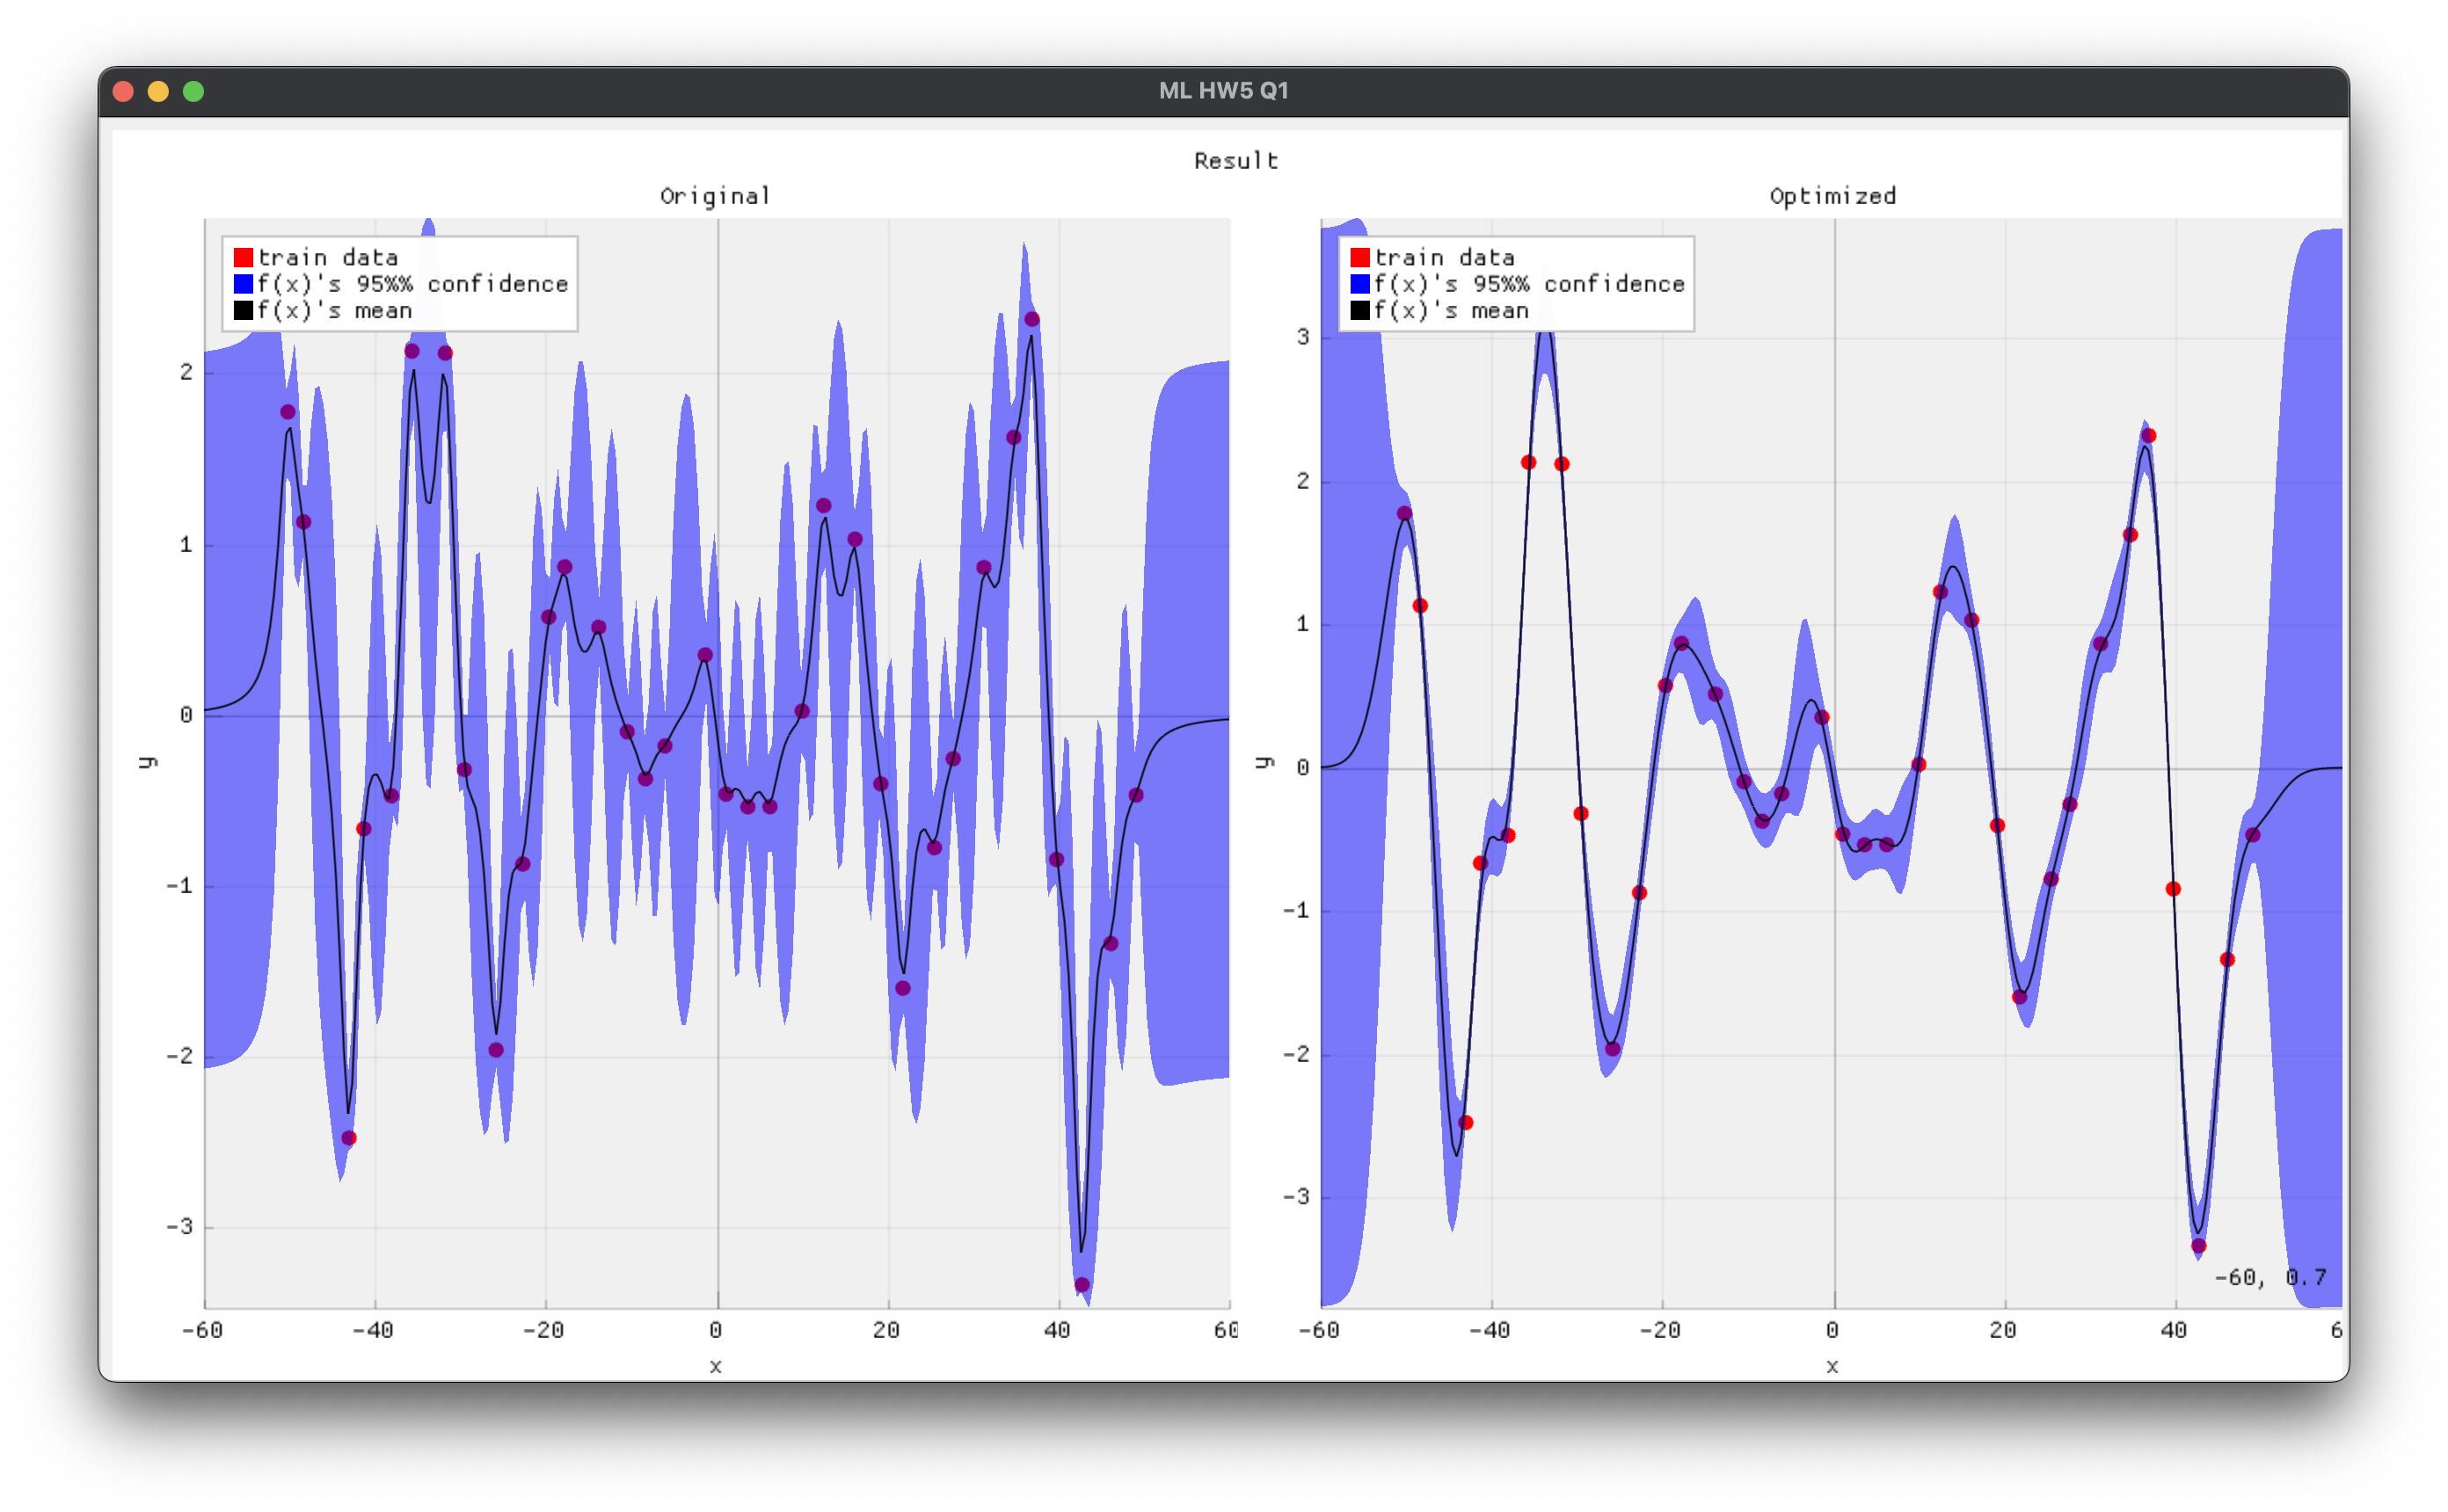 ML HW5 Q1
Result
Original
train data
f(x)'s 95%% confidence
f(x)'s mean
2
1
0
-1
-2
-3
y
-60 -40 -20 0 20 40 60
x
Optimized
train data
f(x)'s 95%% confidence
f(x)'s mean
3
2
1
0
-1
-2
-3
y
-60, 0.7
-60 -40 -20 0 20 40 6
x